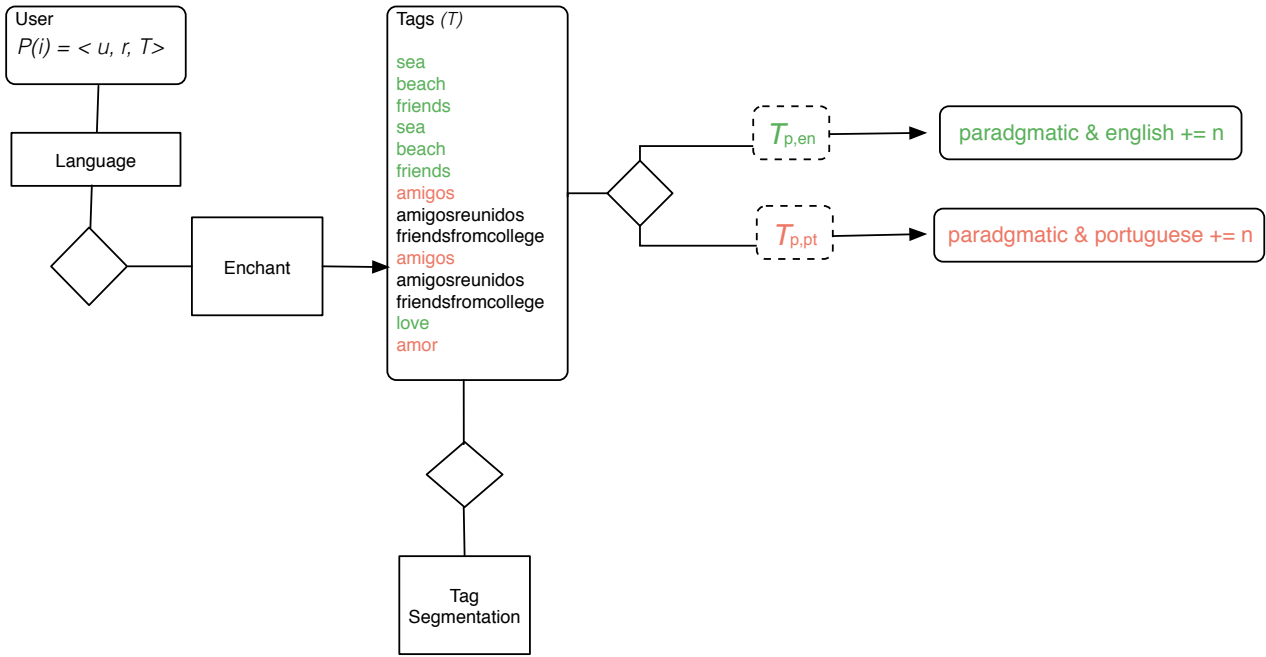 User
P(i) = < u, r, T>
Language
Enchant
Tags (T)
sea
beach
friends
sea
beach
friends
amigos
amigosreunidos
friendsfromcollege
amigos
amigosreunidos
friendsfromcollege
love
amor
Tag
Segmentation
Tp,en
paradgmatic & english += n
Tp,pt
paradgmatic & portuguese += n